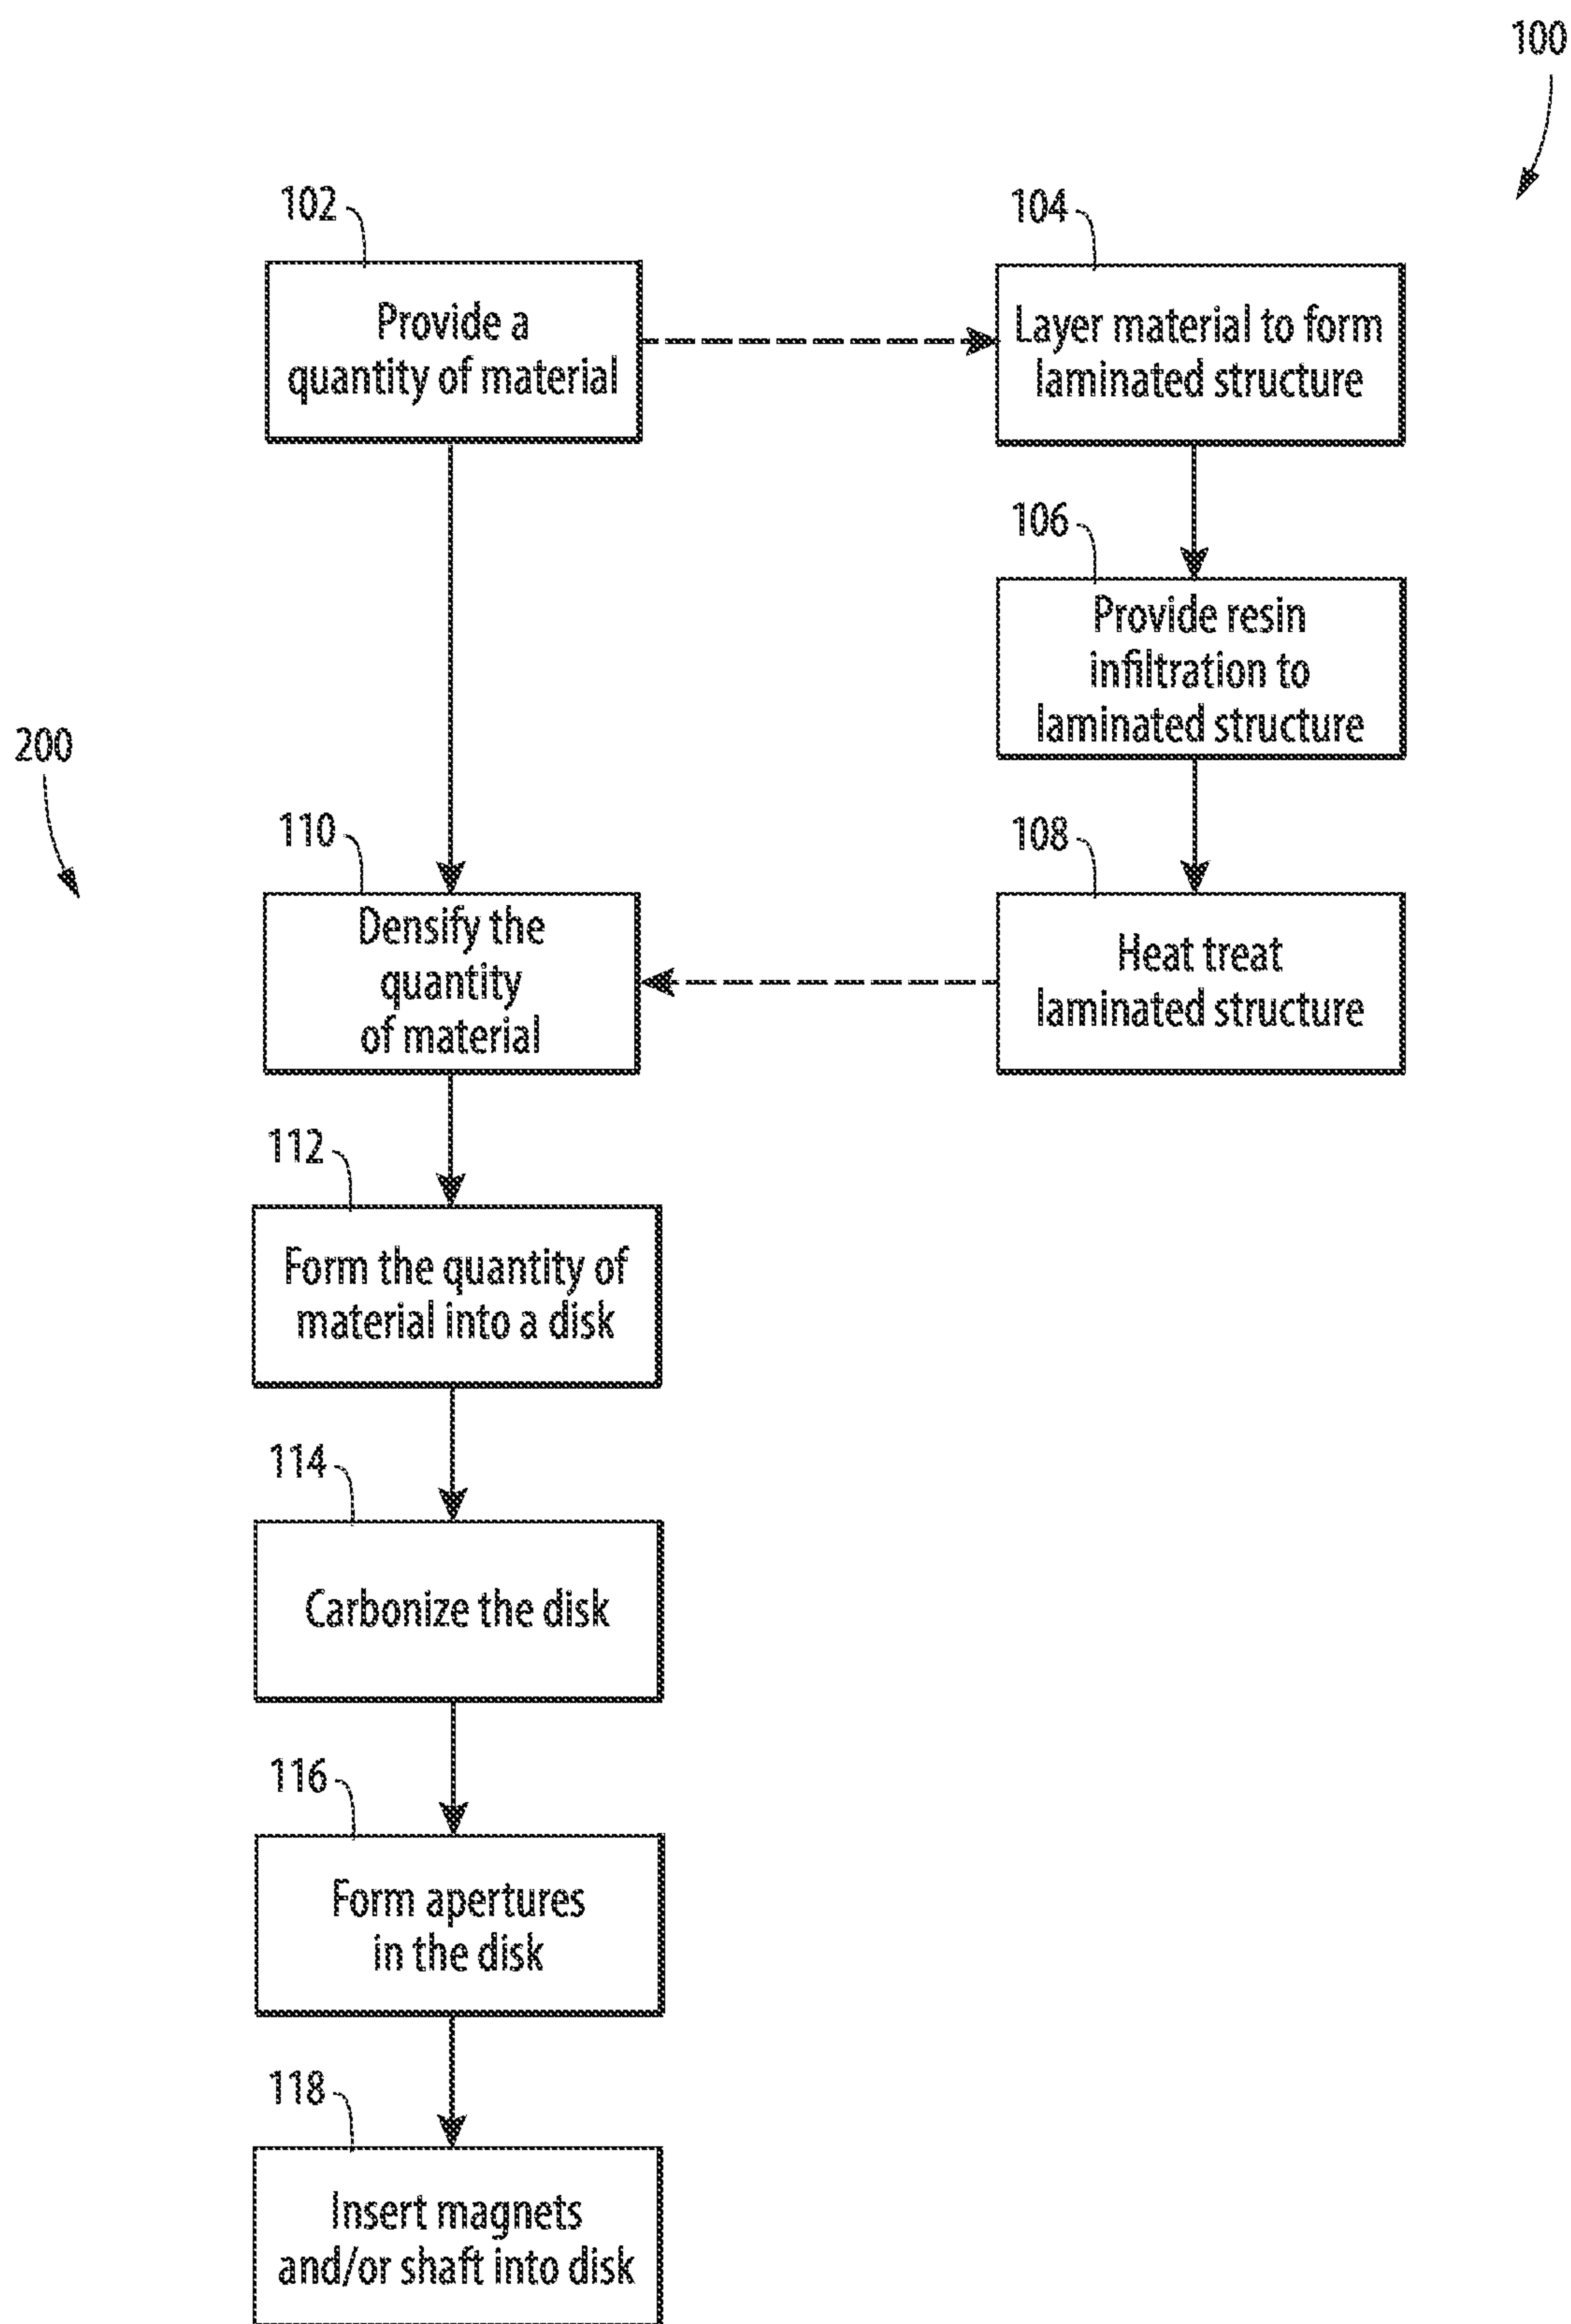 100
102
Provide a
quantity of material
104
Layer material to form
laminated structure
106
Provide resin
infiltration to
laminated structure
200
110
Densify the
quantity
of material
108
Heat treat
laminated structure
112
Form the quantity of
material into a disk
114
Carbonize the disk
116
Form apertures
in the disk
118
Insert magnets
and/or shaft into disk